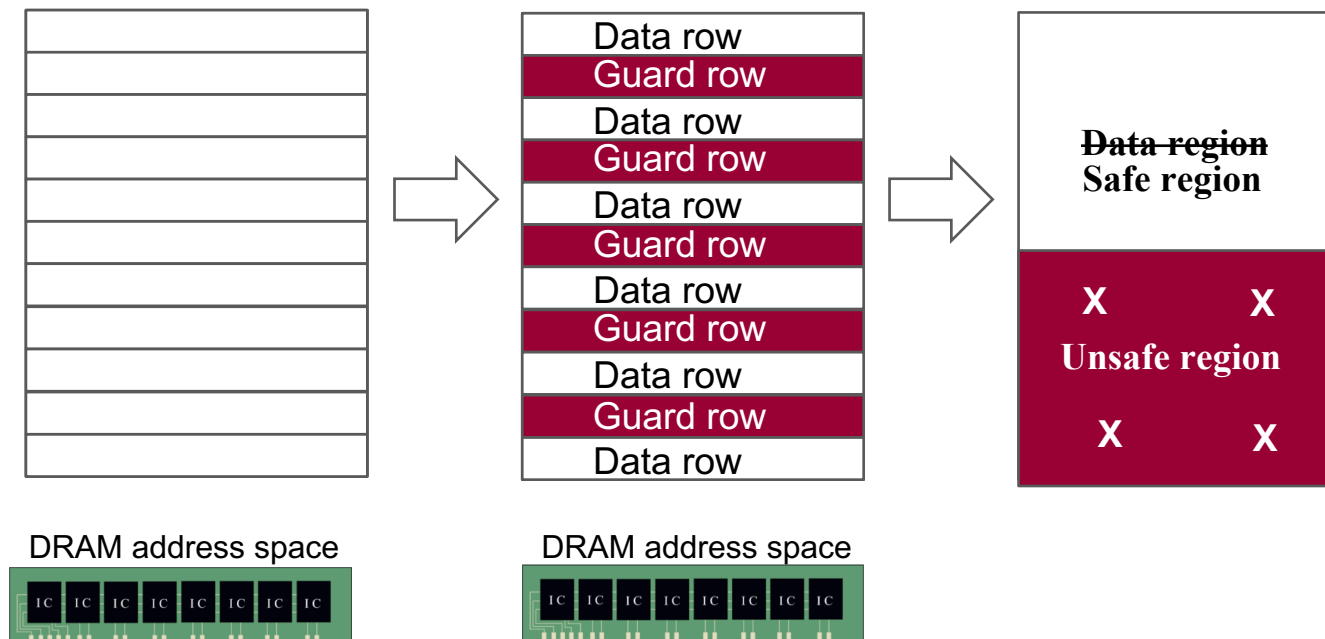 Data row
Guard row
Data row
Guard row
Data row
Guard row
Data row
Guard row
Data row
Guard row
Data row
Data region
Safe region
X X
Unsafe region
X X
DRAM address space
DRAM address space
IC IC IC IC IC IC IC IC
IC IC IC IC IC IC IC IC